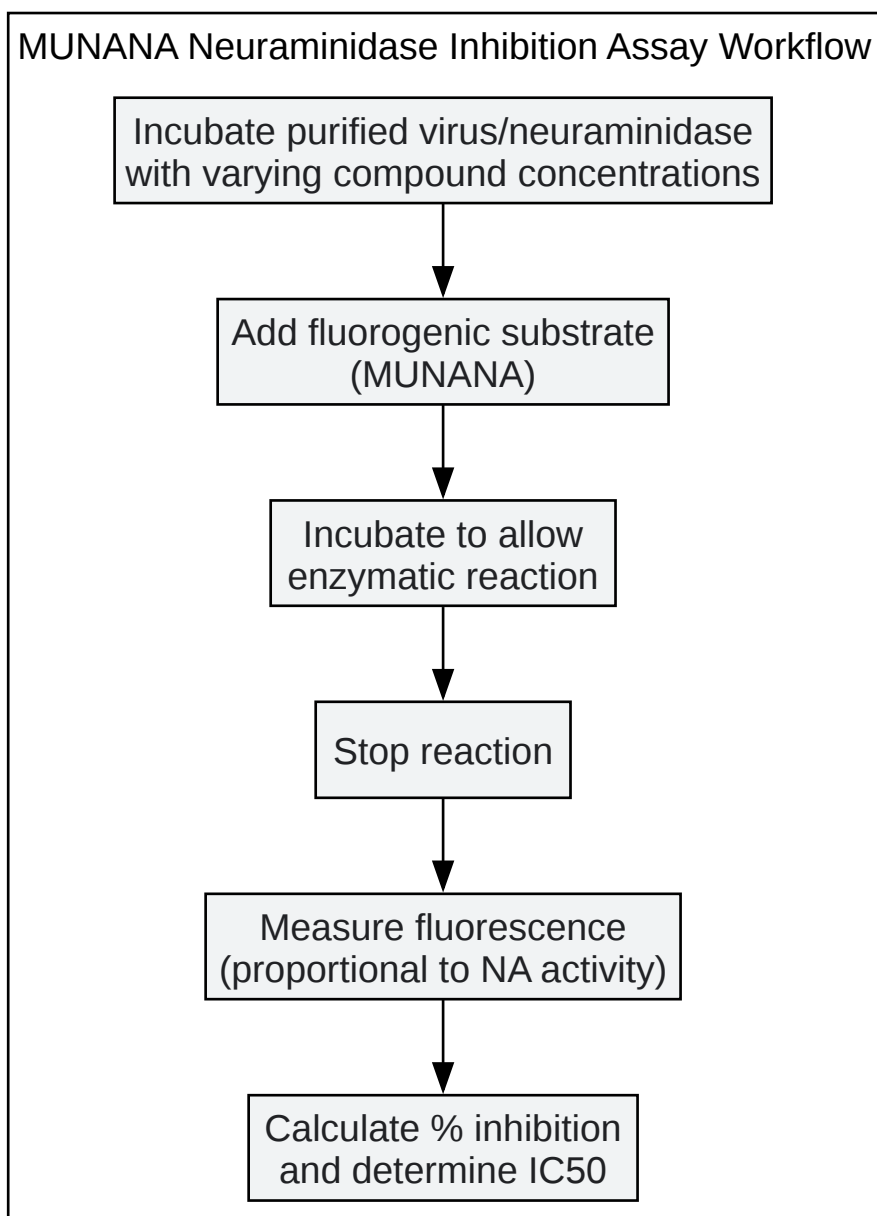 MUNANA Neuraminidase Inhibition Assay Workflow
Incubate purified virus/neuraminidase
with varying compound concentrations
Add fluorogenic substrate
(MUNANA)
Incubate to allow
enzymatic reaction
Stop reaction
Measure fluorescence
(proportional to NA activity)
Calculate % inhibition
and determine IC50